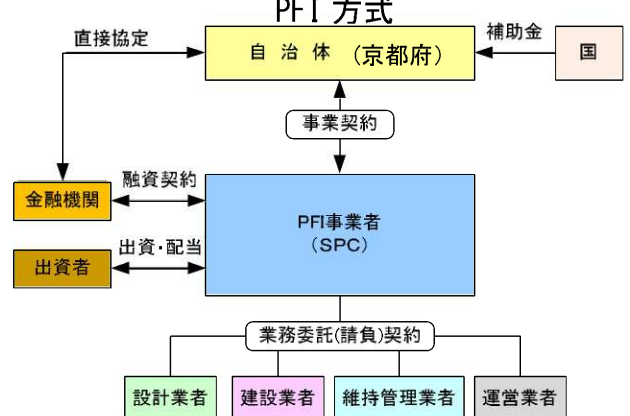 PFI 方式
直接協定
自治体（京都府）
補助金
国
事業契約
融資契約
金融機関
PFI事業者
（SPC）
出資・配当
出資者
業務委託(請負)契約
設計業者
建設業者
維持管理業者
運営業者